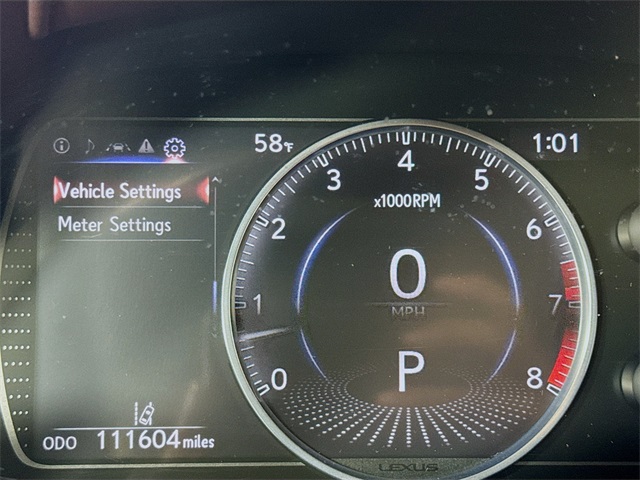 58°F
1:01
Vehicle Settings
Meter Settings
x1000RPM
0
1
2
3
4
5
6
7
8
0
MPH
P
ODO 111604 miles
LEXUS